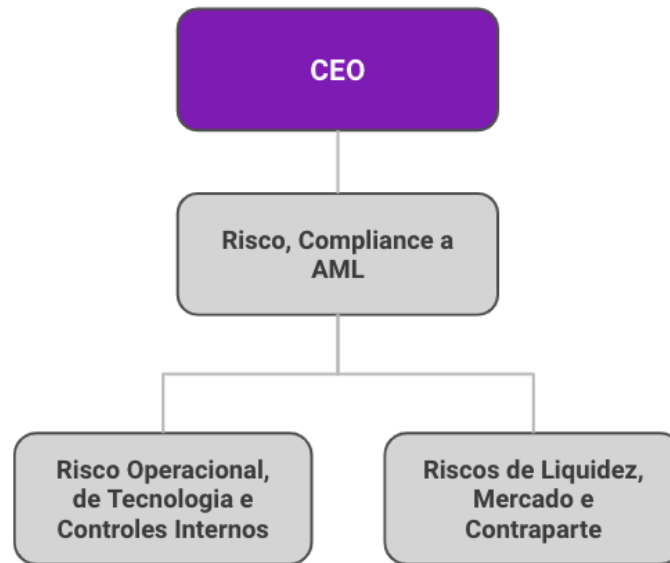 CEO
Risco, Compliance a
AML
Risco Operacional,
de Tecnologia e
Controles Internos
Riscos de Liquidez,
Mercado e
Contraparte